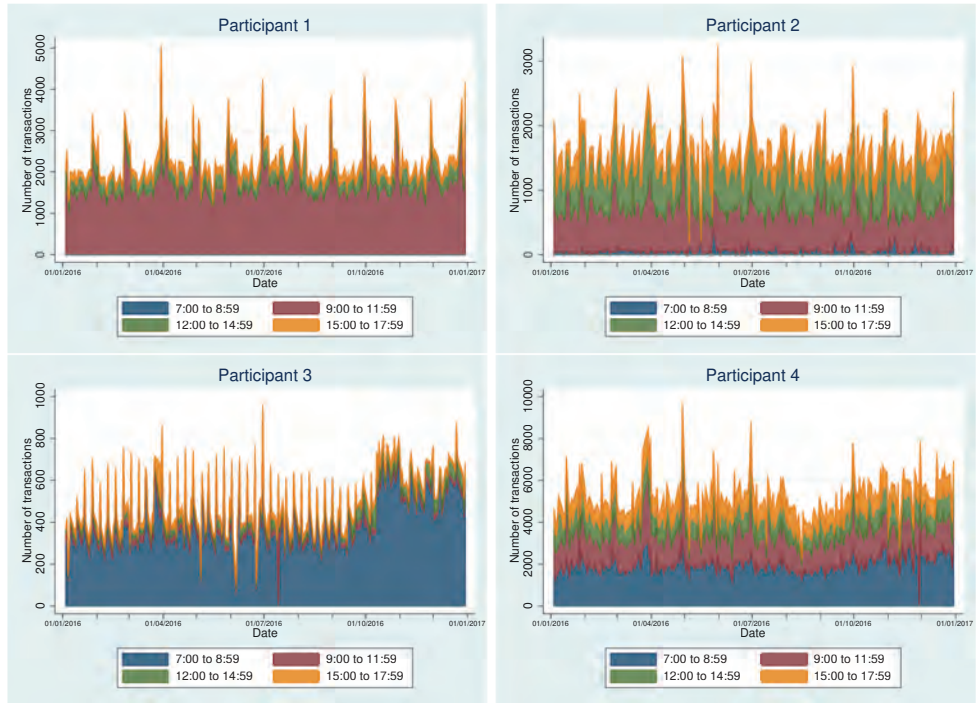 Participant 1
Number of transactions
0 1000 2000 30000 4000 5000
01/01/2016 01/04/2016 01/07/2016 01/10/2016 01/01/2017
Date
7:00 to 8:59 9:00 to 11:59
12:00 to 14:59 15:00 to 17:59
Participant 2
Number of transactions
0 1000 2000 3000
01/01/2016 01/04/2016 01/07/2016 01/10/2016 01/01/2017
Date
7:00 to 8:59 9:00 to 11:59
12:00 to 14:59 15:00 to 17:59
Participant 3
Number of transactions
0 200 400 600 800 1000
01/01/2016 01/04/2016 01/07/2016 01/10/2016 01/01/2017
Date
7:00 to 8:59 9:00 to 11:59
12:00 to 14:59 15:00 to 17:59
Participant 4
Number of transactions
0 2000 4000 6000 8000 10000
01/01/2016 01/04/2016 01/07/2016 01/10/2016 01/01/2017
Date
7:00 to 8:59 9:00 to 11:59
12:00 to 14:59 15:00 to 17:59